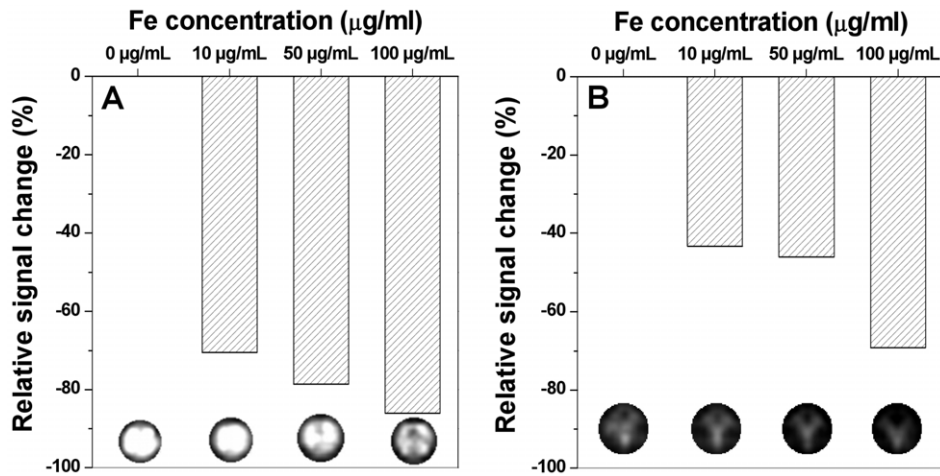 Fe concentration (μg/ml)
0 µg/mL 10 µg/mL 50 µg/mL 100 µg/mL
A
Relative signal change (%)
0
-20
-40
-60
-80
-100
Fe concentration (μg/ml)
0 µg/mL 10 µg/mL 50 µg/mL 100 µg/mL
B
Relative signal change (%)
0
-20
-40
-60
-80
-100